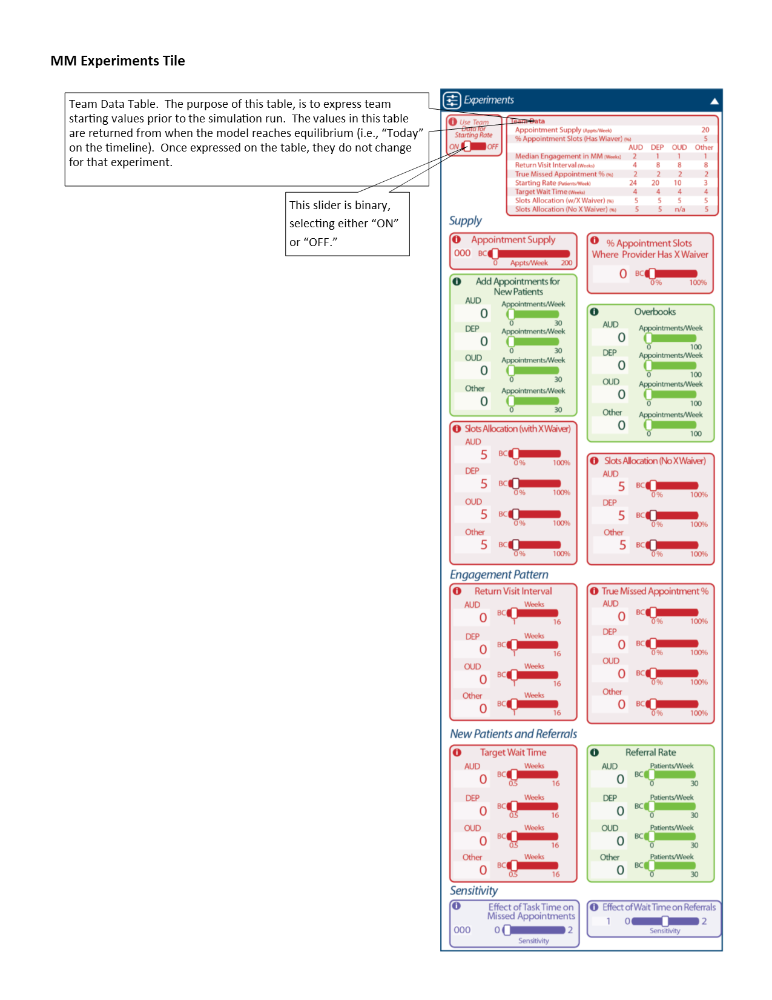 MM Experiments Tile
Team Data Table.  The purpose of this table, is to express team
starting values prior to the simulation run.  The values in this table
are returned from when the model reaches equilibrium (i.e., “Today”
on the timeline).  Once expressed on the table, they do not change
for that experiment.
This slider is binary,
selecting either “ON”
or “OFF.”
Experiments
Use Team
Data for
Starting Rate
ON OFF
Team Data
Appointment Supply (Appts/Week) 20
% Appointment Slots (Has Wiaver) (%) 5
AUD DEP OUD Other
Median Engagement in MM (Weeks) 2 1 1 1
Return Visit Interval (Weeks) 4 8 8 8
True Missed Appointment % (%) 2 2 2 2
Starting Rate (Patients/Week) 24 20 10 3
Target Wait Time (Weeks) 4 4 4 4
Slots Allocation (w/X Waiver) (%) 5 5 5 5
Slots Allocation (No X Waiver) (%) 5 5 n/a 5
Supply
Appointment Supply
000 BC
0 Appts/Week 200
% Appointment Slots
Where Provider Has X Waiver
0 BC
0% 100%
Add Appointments for
New Patients
AUD
Appointments/Week
0
0 30
DEP
Appointments/Week
0
0 30
OUD
Appointments/Week
0
0 30
Other
Appointments/Week
0
0 30
Overbooks
AUD
Appointments/Week
0
0 100
DEP
Appointments/Week
0
0 100
OUD
Appointments/Week
0
0 100
Other
Appointments/Week
0
0 100
Slots Allocation (with X Waiver)
AUD
5 BC
0% 100%
DEP
5 BC
0% 100%
OUD
5 BC
0% 100%
Other
5 BC
0% 100%
Slots Allocation (No X Waiver)
AUD
5 BC
0% 100%
DEP
5 BC
0% 100%
Other
5 BC
0% 100%
Engagement Pattern
Return Visit Interval
AUD Weeks
0 BC
1 16
DEP Weeks
0 BC
1 16
OUD Weeks
0 BC
1 16
Other Weeks
0 BC
1 16
True Missed Appointment %
AUD
0 BC
0% 100%
DEP
0 BC
0% 100%
OUD
0 BC
0% 100%
Other
0 BC
0% 100%
New Patients and Referrals
Target Wait Time
AUD Weeks
0 BC
0.5 16
DEP Weeks
0 BC
0.5 16
OUD Weeks
0 BC
0.5 16
Other Weeks
0 BC
0.5 16
Referral Rate
AUD Patients/Week
0 BC
0 30
DEP Patients/Week
0 BC
0 30
OUD Patients/Week
0 BC
0 30
Other Patients/Week
0 BC
0 30
Sensitivity
Effect of Task Time on
Missed Appointments
000 0 2
Sensitivity
Effect of Wait Time on Referrals
1 0 2
Sensitivity